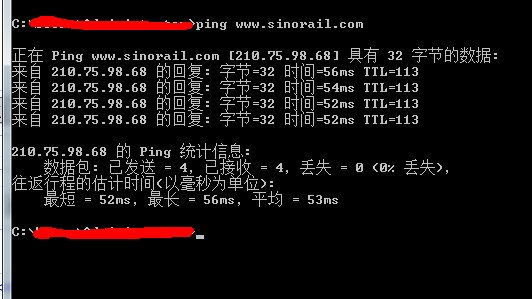 C:\ >ping www.sinorail.com
正在 Ping www.sinorail.com [210.75.98.68] 具有 32 字节的数据:
来自 210.75.98.68 的回复: 字节=32 时间=56ms TTL=113
来自 210.75.98.68 的回复: 字节=32 时间=54ms TTL=113
来自 210.75.98.68 的回复: 字节=32 时间=52ms TTL=113
来自 210.75.98.68 的回复: 字节=32 时间=52ms TTL=113
210.75.98.68 的 Ping 统计信息:
数据包: 已发送 = 4, 已接收 = 4, 丢失 = 0 (0% 丢失),
往返行程的估计时间(以毫秒为单位):
最短 = 52ms, 最长 = 56ms, 平均 = 53ms
C:\